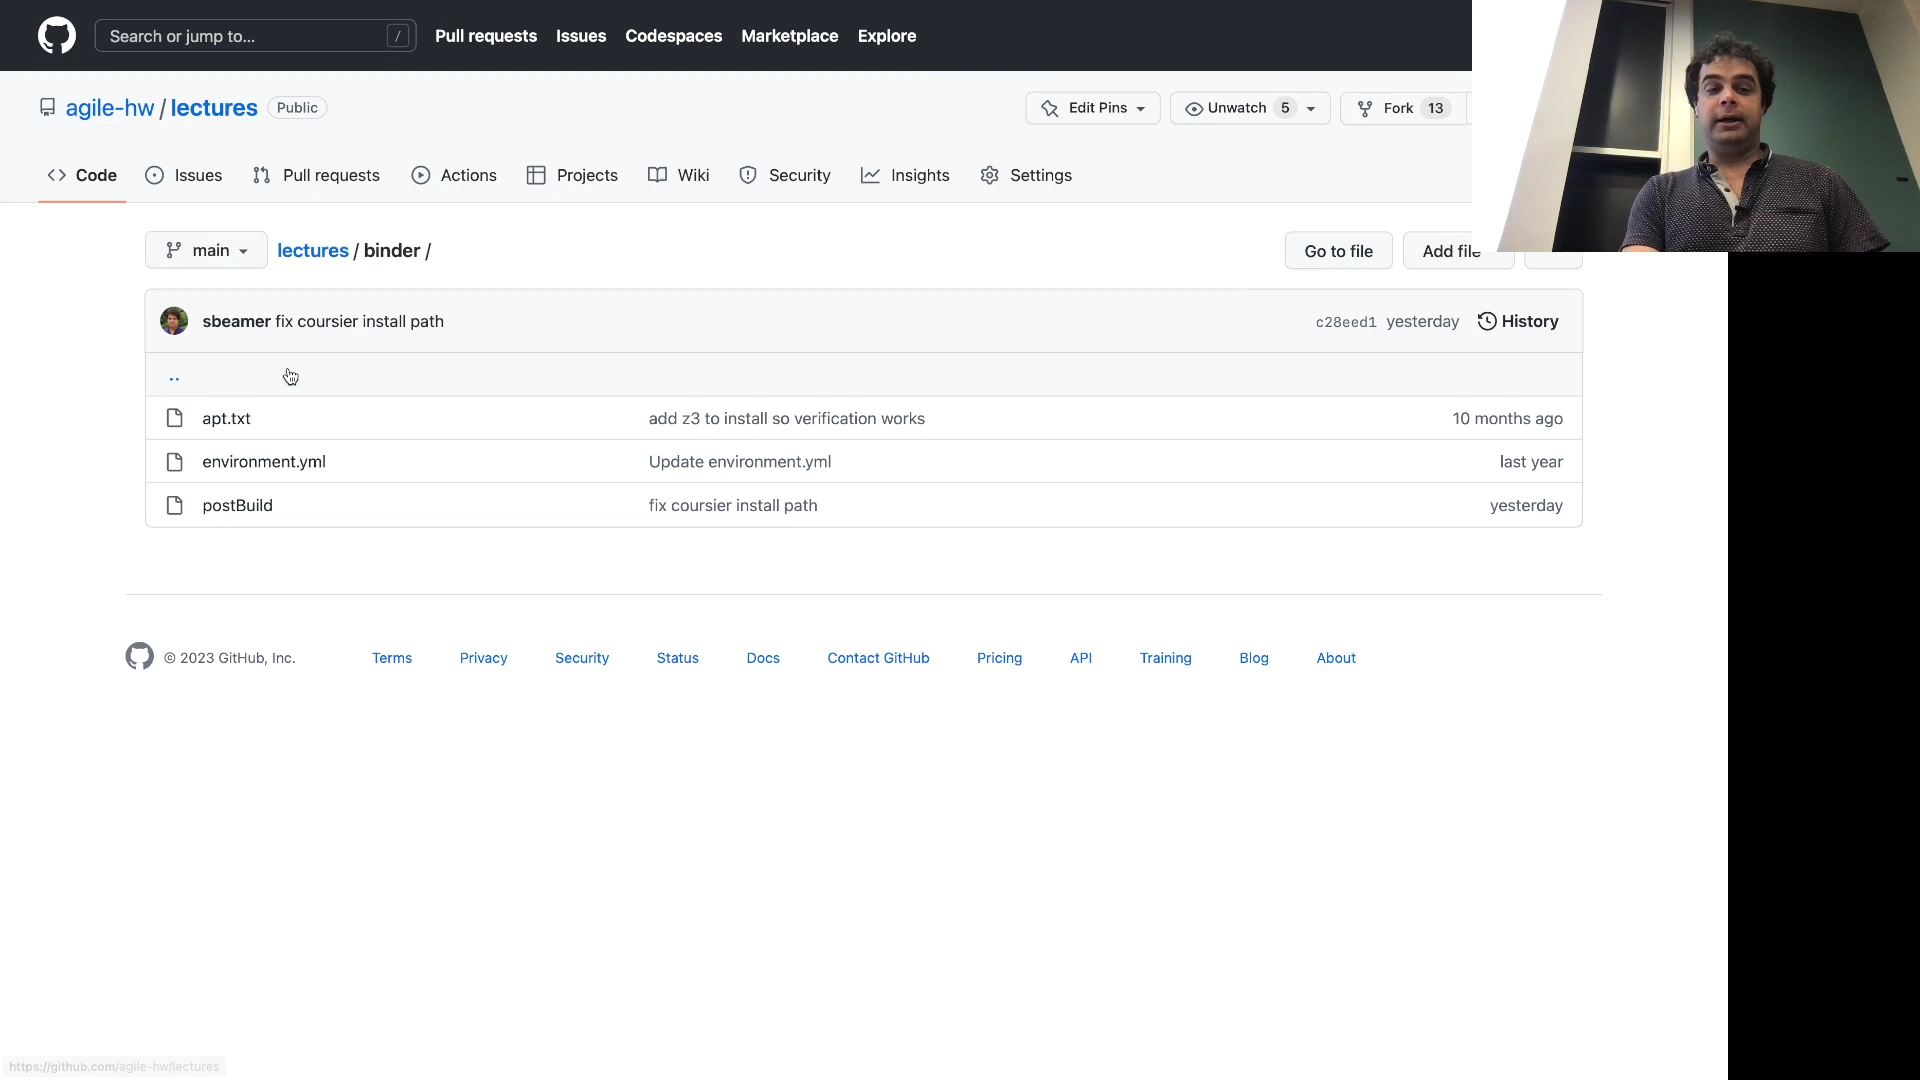 Search or jump to... /
Pull requests Issues Codespaces Marketplace Explore
agile-hw / lectures Public
Edit Pins Unwatch 5 Fork 13
Code Issues Pull requests Actions Projects Wiki Security Insights Settings
main lectures / binder /
Go to file Add file
sbeamer fix coursier install path c28eed1 yesterday History
..
apt.txt add z3 to install so verification works 10 months ago
environment.yml Update environment.yml last year
postBuild fix coursier install path yesterday
© 2023 GitHub, Inc. Terms Privacy Security Status Docs Contact GitHub Pricing API Training Blog About
https://github.com/agile-hw/lectures